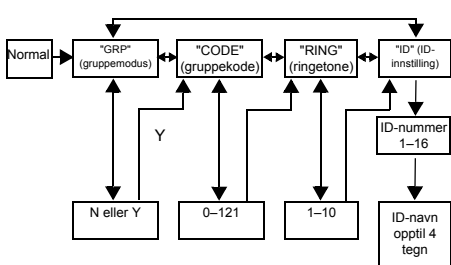 Normal
"GRP"
(gruppemodus)
"CODE"
(gruppekode)
"RING"
(ringetone)
"ID" (ID-
innstilling)
Y
ID-nummer
1–16
N eller Y
0–121
1–10
ID-navn
opptil 4
tegn